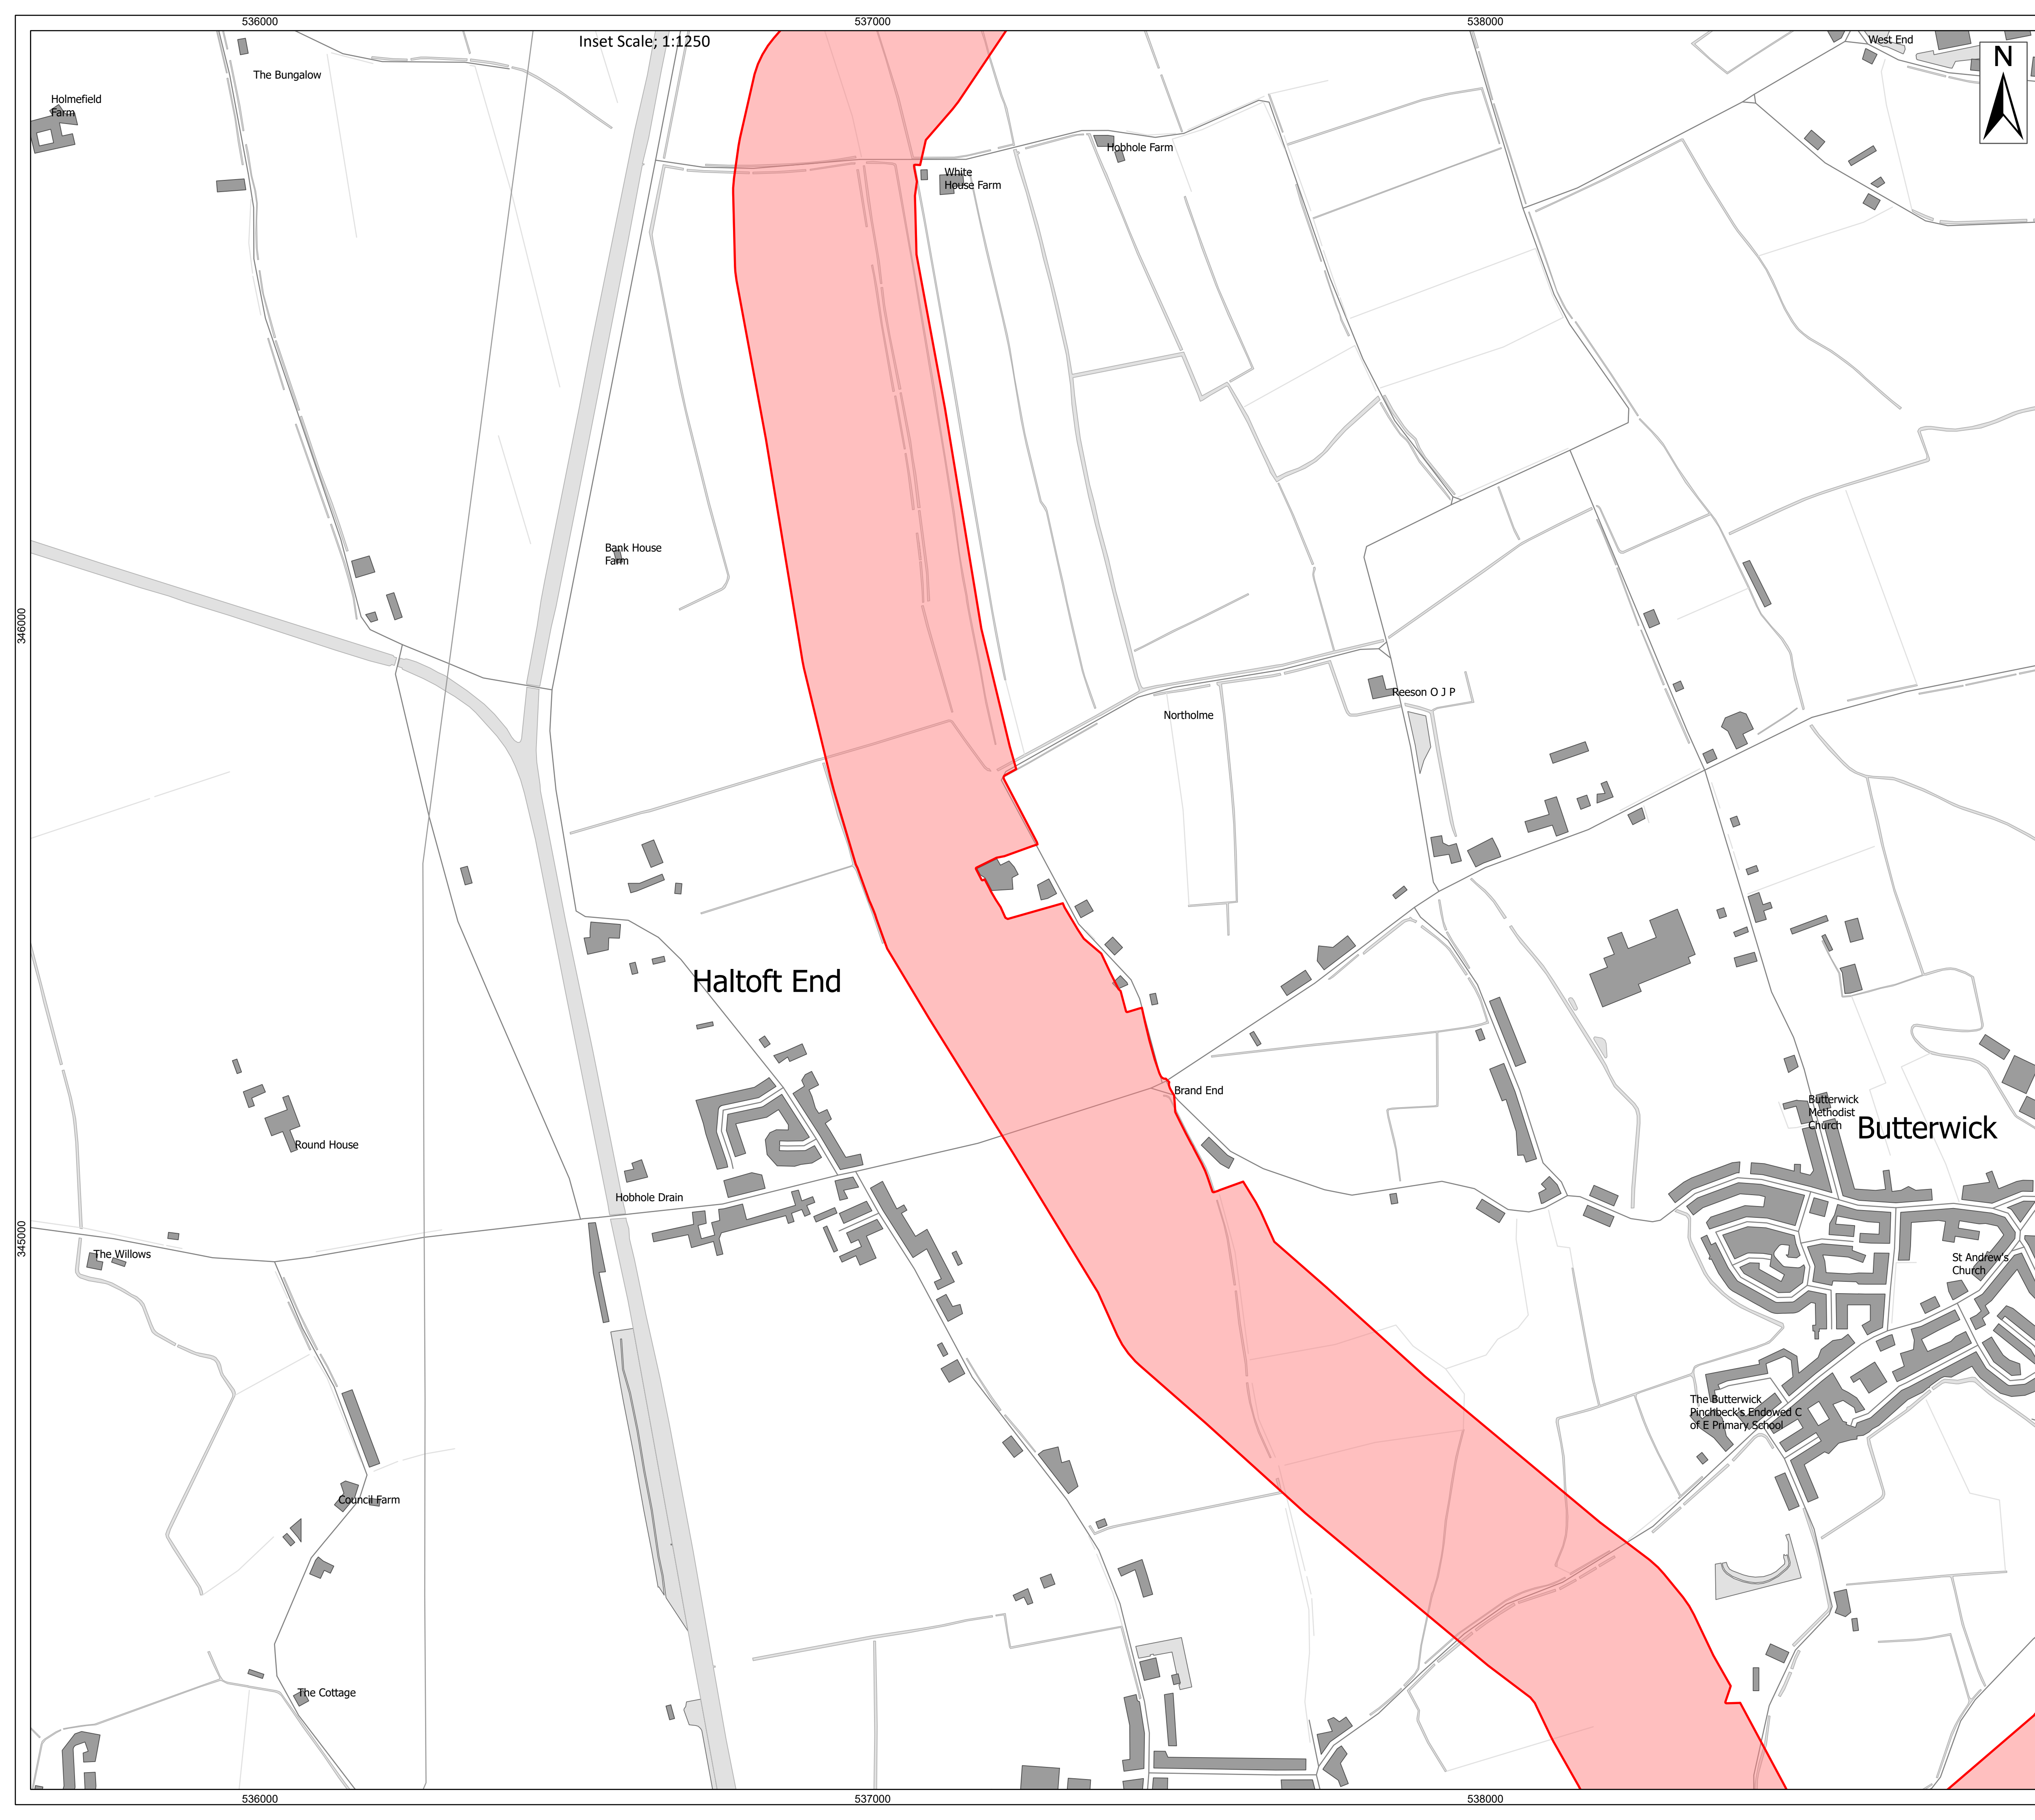 536000
537000
538000
Inset Scale; 1:1250
West End
N
The Bungalow
Holmefield
Farm
Hobhole Farm
White
House Farm
Bank House
Farm
346000
Reeson O J P
Northolme
Haltoft End
Brand End
Butterwick
Methodist
Church
Butterwick
Round House
Hobhole Drain
345000
The Willows
St Andrew's
Church
The Butterwick
Pinchbeck's Endowed C
of E Primary School
Council Farm
The Cottage
536000
537000
538000